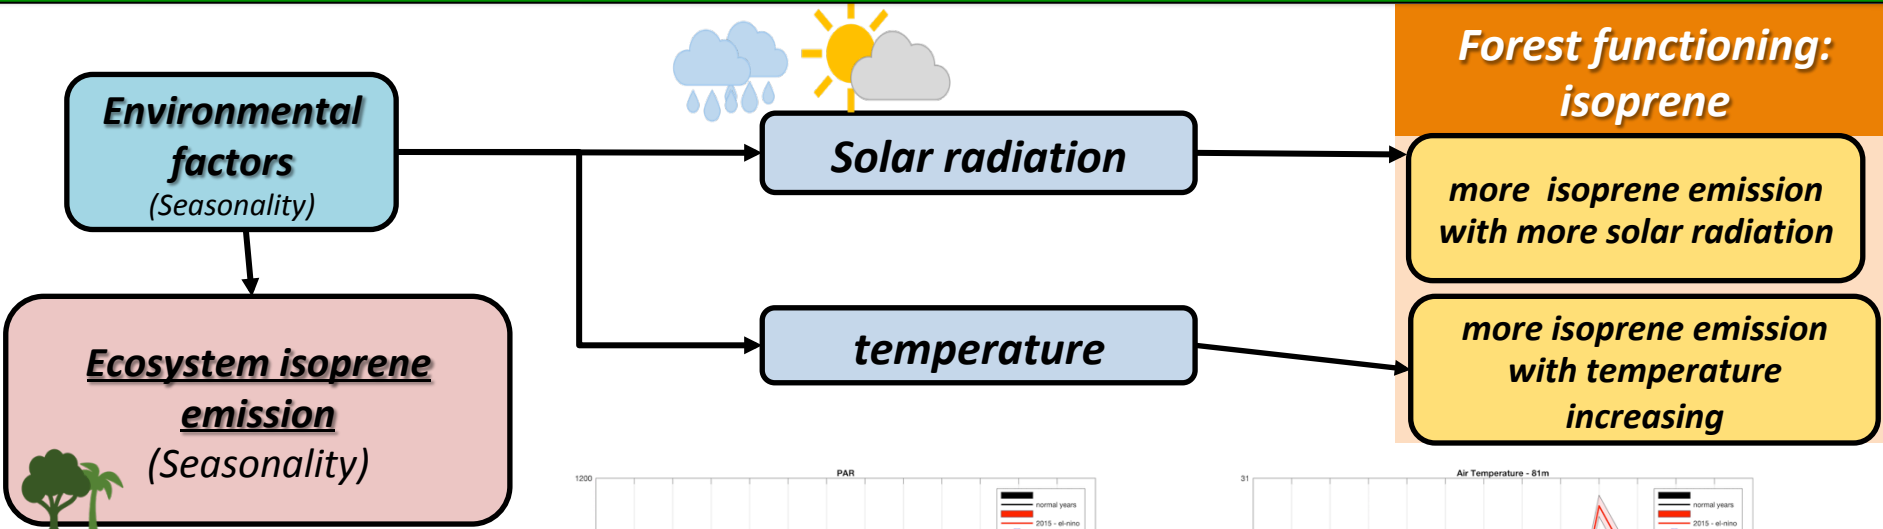 Forest functioning:
isoprene
Environmental
factors
(Seasonality)
Solar radiation
more isoprene emission
with more solar radiation
temperature
more isoprene emission
with temperature
increasing
Ecosystem isoprene
emission
(Seasonality)
PAR
1200
normal years
2015 - el-nino
Air Temperature - 81m
31
normal years
2015 - el-nino